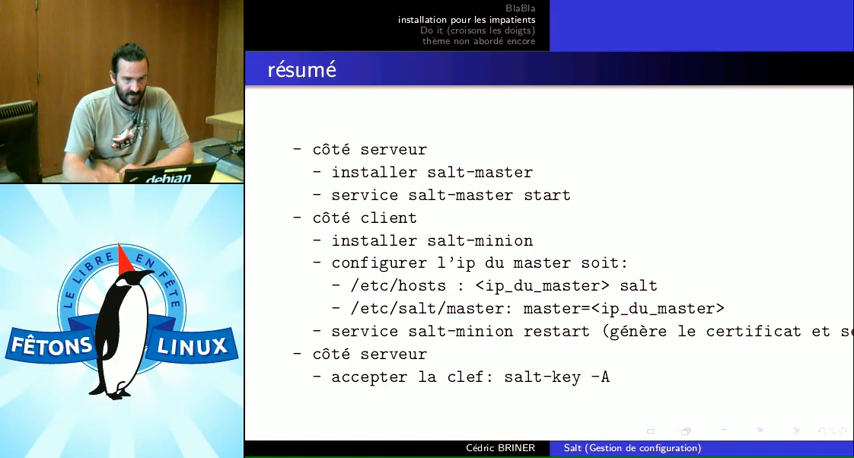 BlaBla
installation pour les impatients
Do it (croisons les doigts)
thème non abordé encore
résumé
- côté serveur
- installer salt-master
- service salt-master start
- côté client
- installer salt-minion
- configurer l'ip du master soit:
- /etc/hosts : <ip_du_master> salt
- /etc/salt/master: master=<ip_du_master>
- service salt-minion restart (génère le certificat et se
- côté serveur
- accepter la clef: salt-key -A
Cédric BRINER
Salt (Gestion de configuration)
debian
LE LIBRE EN FÊTE
FÊTONS LINUX